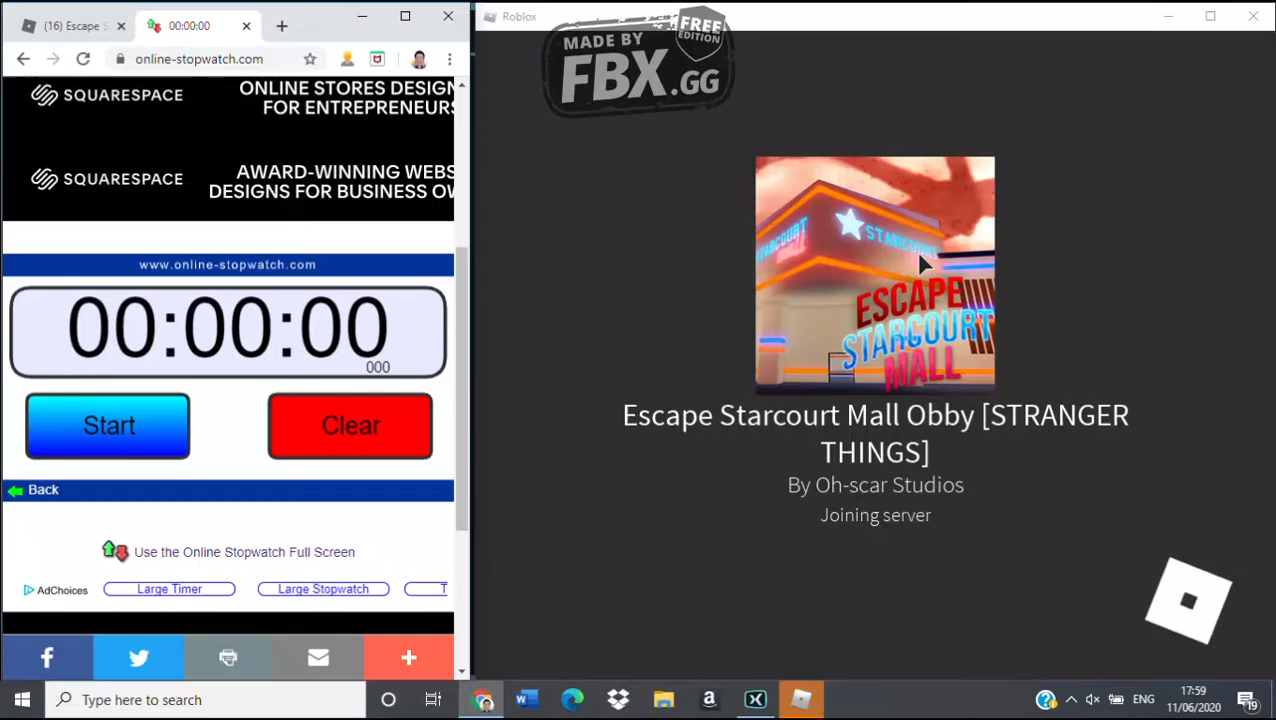 (16) Escape S
00:00:00
Roblox
online-stopwatch.com
MADE BY
FBX.GG
FREE
EDITION
SQUARESPACE
ONLINE STORES DESIGN
FOR ENTREPRENEURS
SQUARESPACE
AWARD-WINNING WEBS
DESIGNS FOR BUSINESS OW
www.online-stopwatch.com
00:00:00
000
Start
Clear
Back
Use the Online Stopwatch Full Screen
AdChoices
Large Timer
Large Stopwatch
T
STARCOURT
STARCOURT
ESCAPE
STARCOURT
MALL
Escape Starcourt Mall Obby [STRANGER
THINGS]
By Oh-scar Studios
Joining server
Type here to search
ENG
17:59
11/06/2020
19